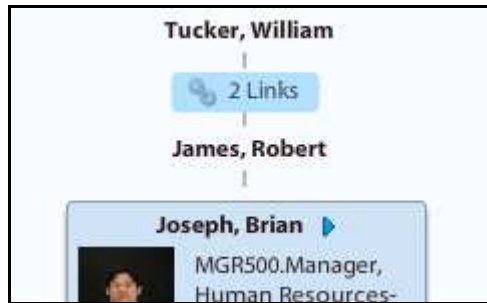 Tucker, William
2 Links
James, Robert
Joseph, Brian
MGR500.Manager,
Human Resources-